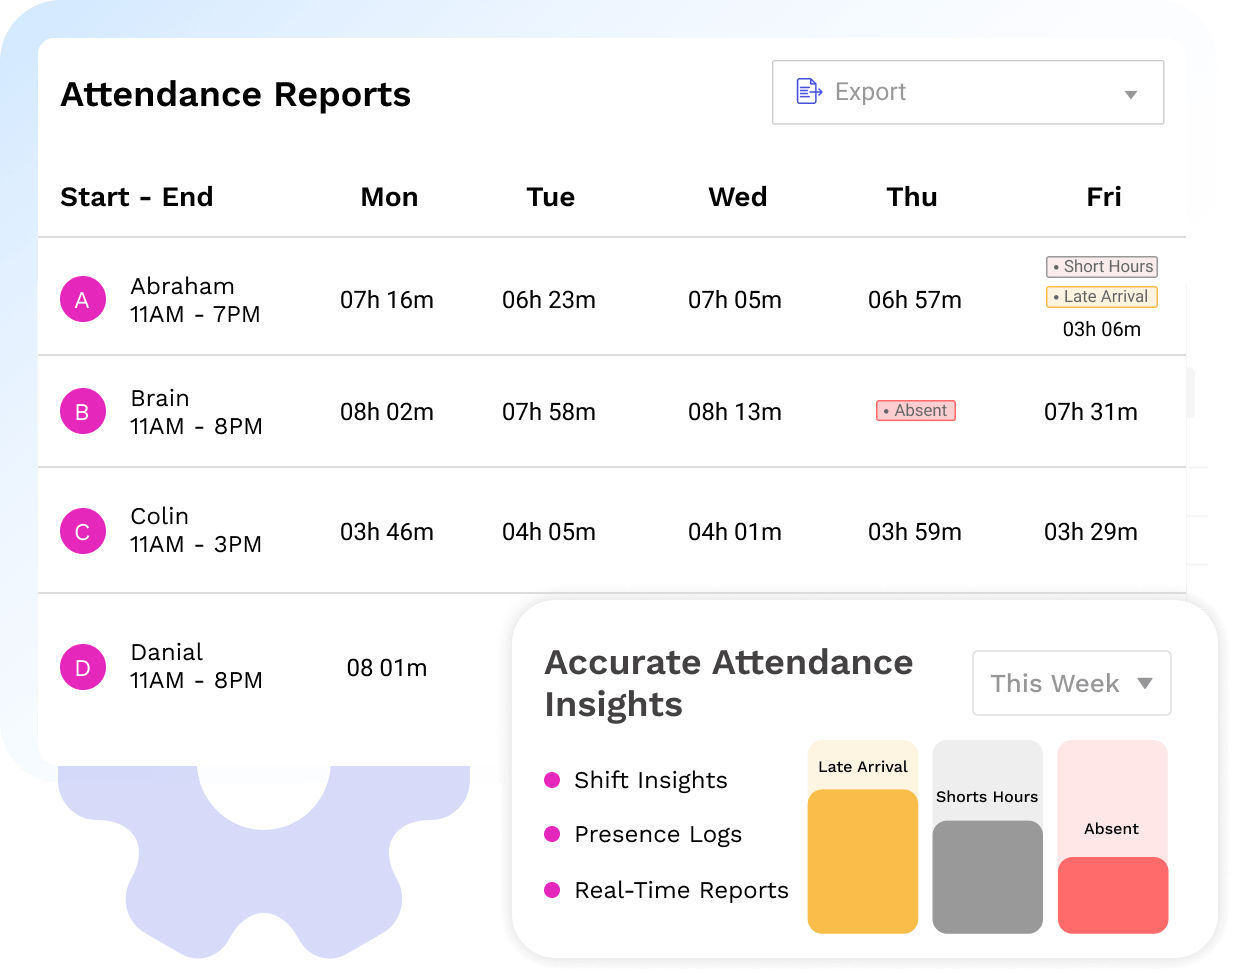 Attendance Reports
Export
Start - End Mon Tue Wed Thu Fri
A Abraham
11AM - 7PM
07h 16m 06h 23m 07h 05m 06h 57m
• Short Hours
• Late Arrival
03h 06m
B Brain
11AM - 8PM
08h 02m 07h 58m 08h 13m • Absent 07h 31m
C Colin
11AM - 3PM
03h 46m 04h 05m 04h 01m 03h 59m 03h 29m
D Danial
11AM - 8PM
08 01m
Accurate Attendance
Insights
This Week
Shift Insights
Presence Logs
Real-Time Reports
Late Arrival
Shorts Hours
Absent